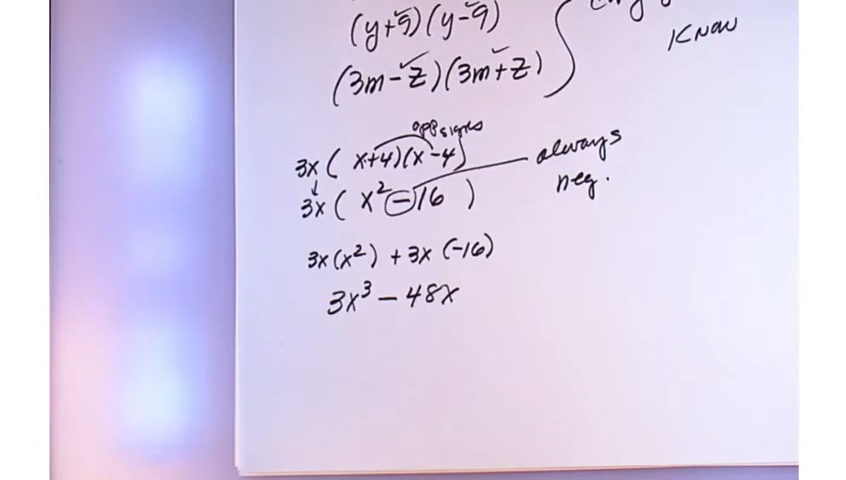 (y+9)(y-9)
Know
(3m-z)(3m+z)
opp signs
3x( x+4)(x-4)
always
neg.
3x( x² - 16 )
3x(x²) + 3x(-16)
3x³ - 48x